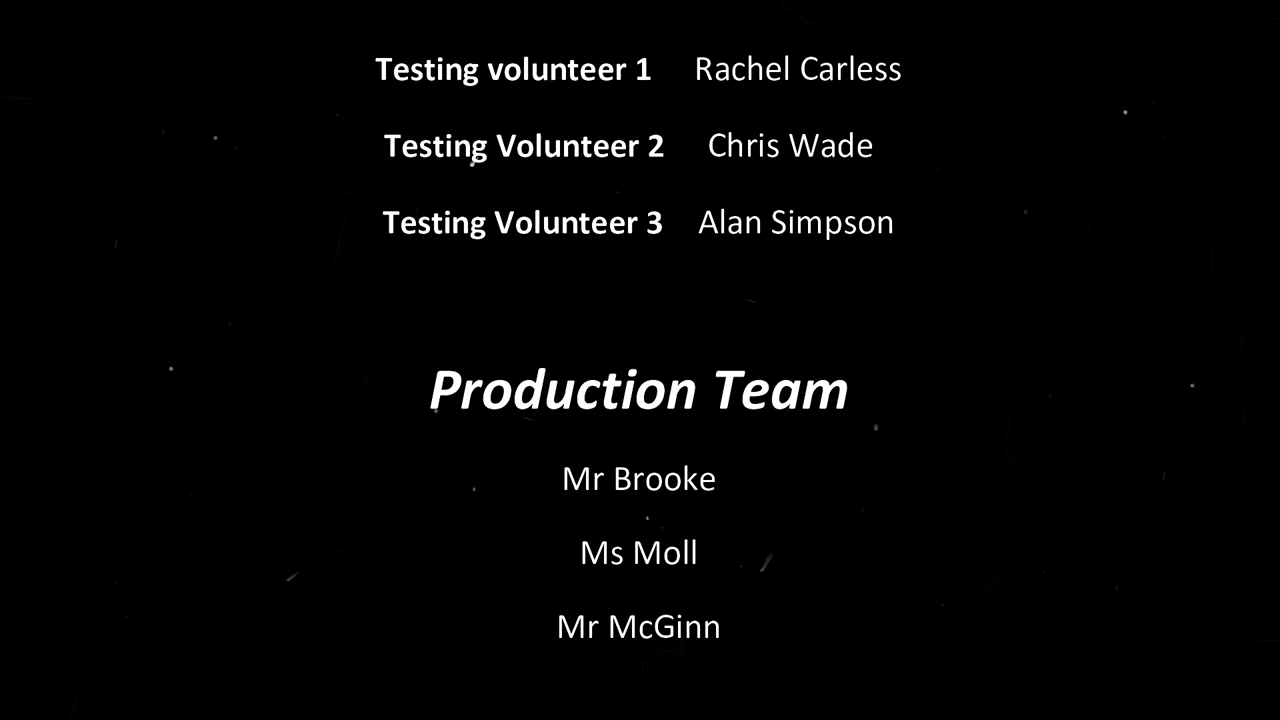 Testing volunteer 1 Rachel Carless
Testing Volunteer 2 Chris Wade
Testing Volunteer 3 Alan Simpson
Production Team
Mr Brooke
Ms Moll
Mr McGinn